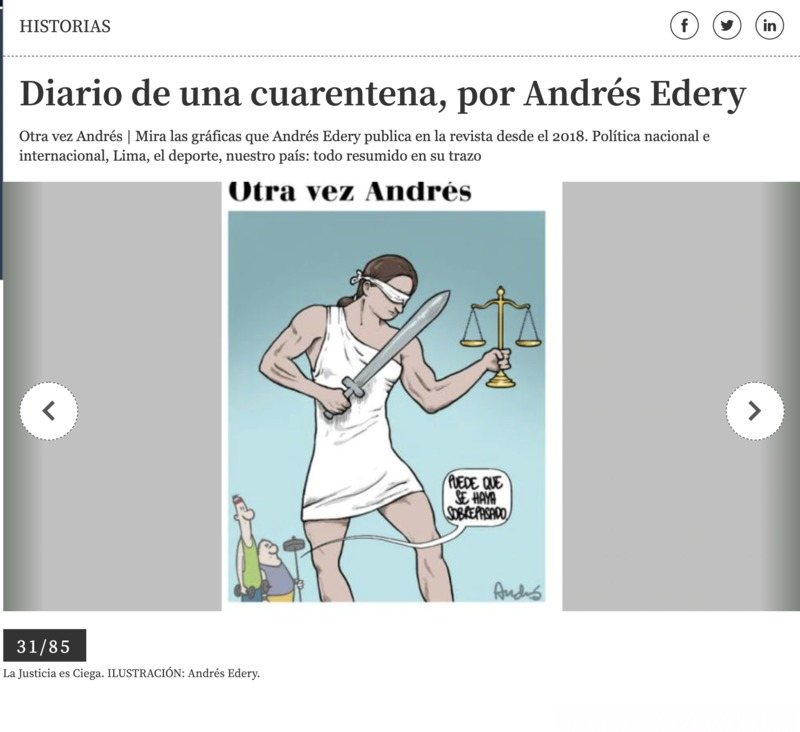 HISTORIAS
Diario de una cuarentena, por Andrés Edery
Otra vez Andrés | Mira las gráficas que Andrés Edery publica en la revista desde el 2018. Política nacional e
internacional, Lima, el deporte, nuestro país: todo resumido en su trazo
Otra vez Andrés
PUEDE QUE
SE HAYA
SOBREPASADO
Andrés
31/85
La Justicia es Ciega. ILUSTRACIÓN: Andrés Edery.